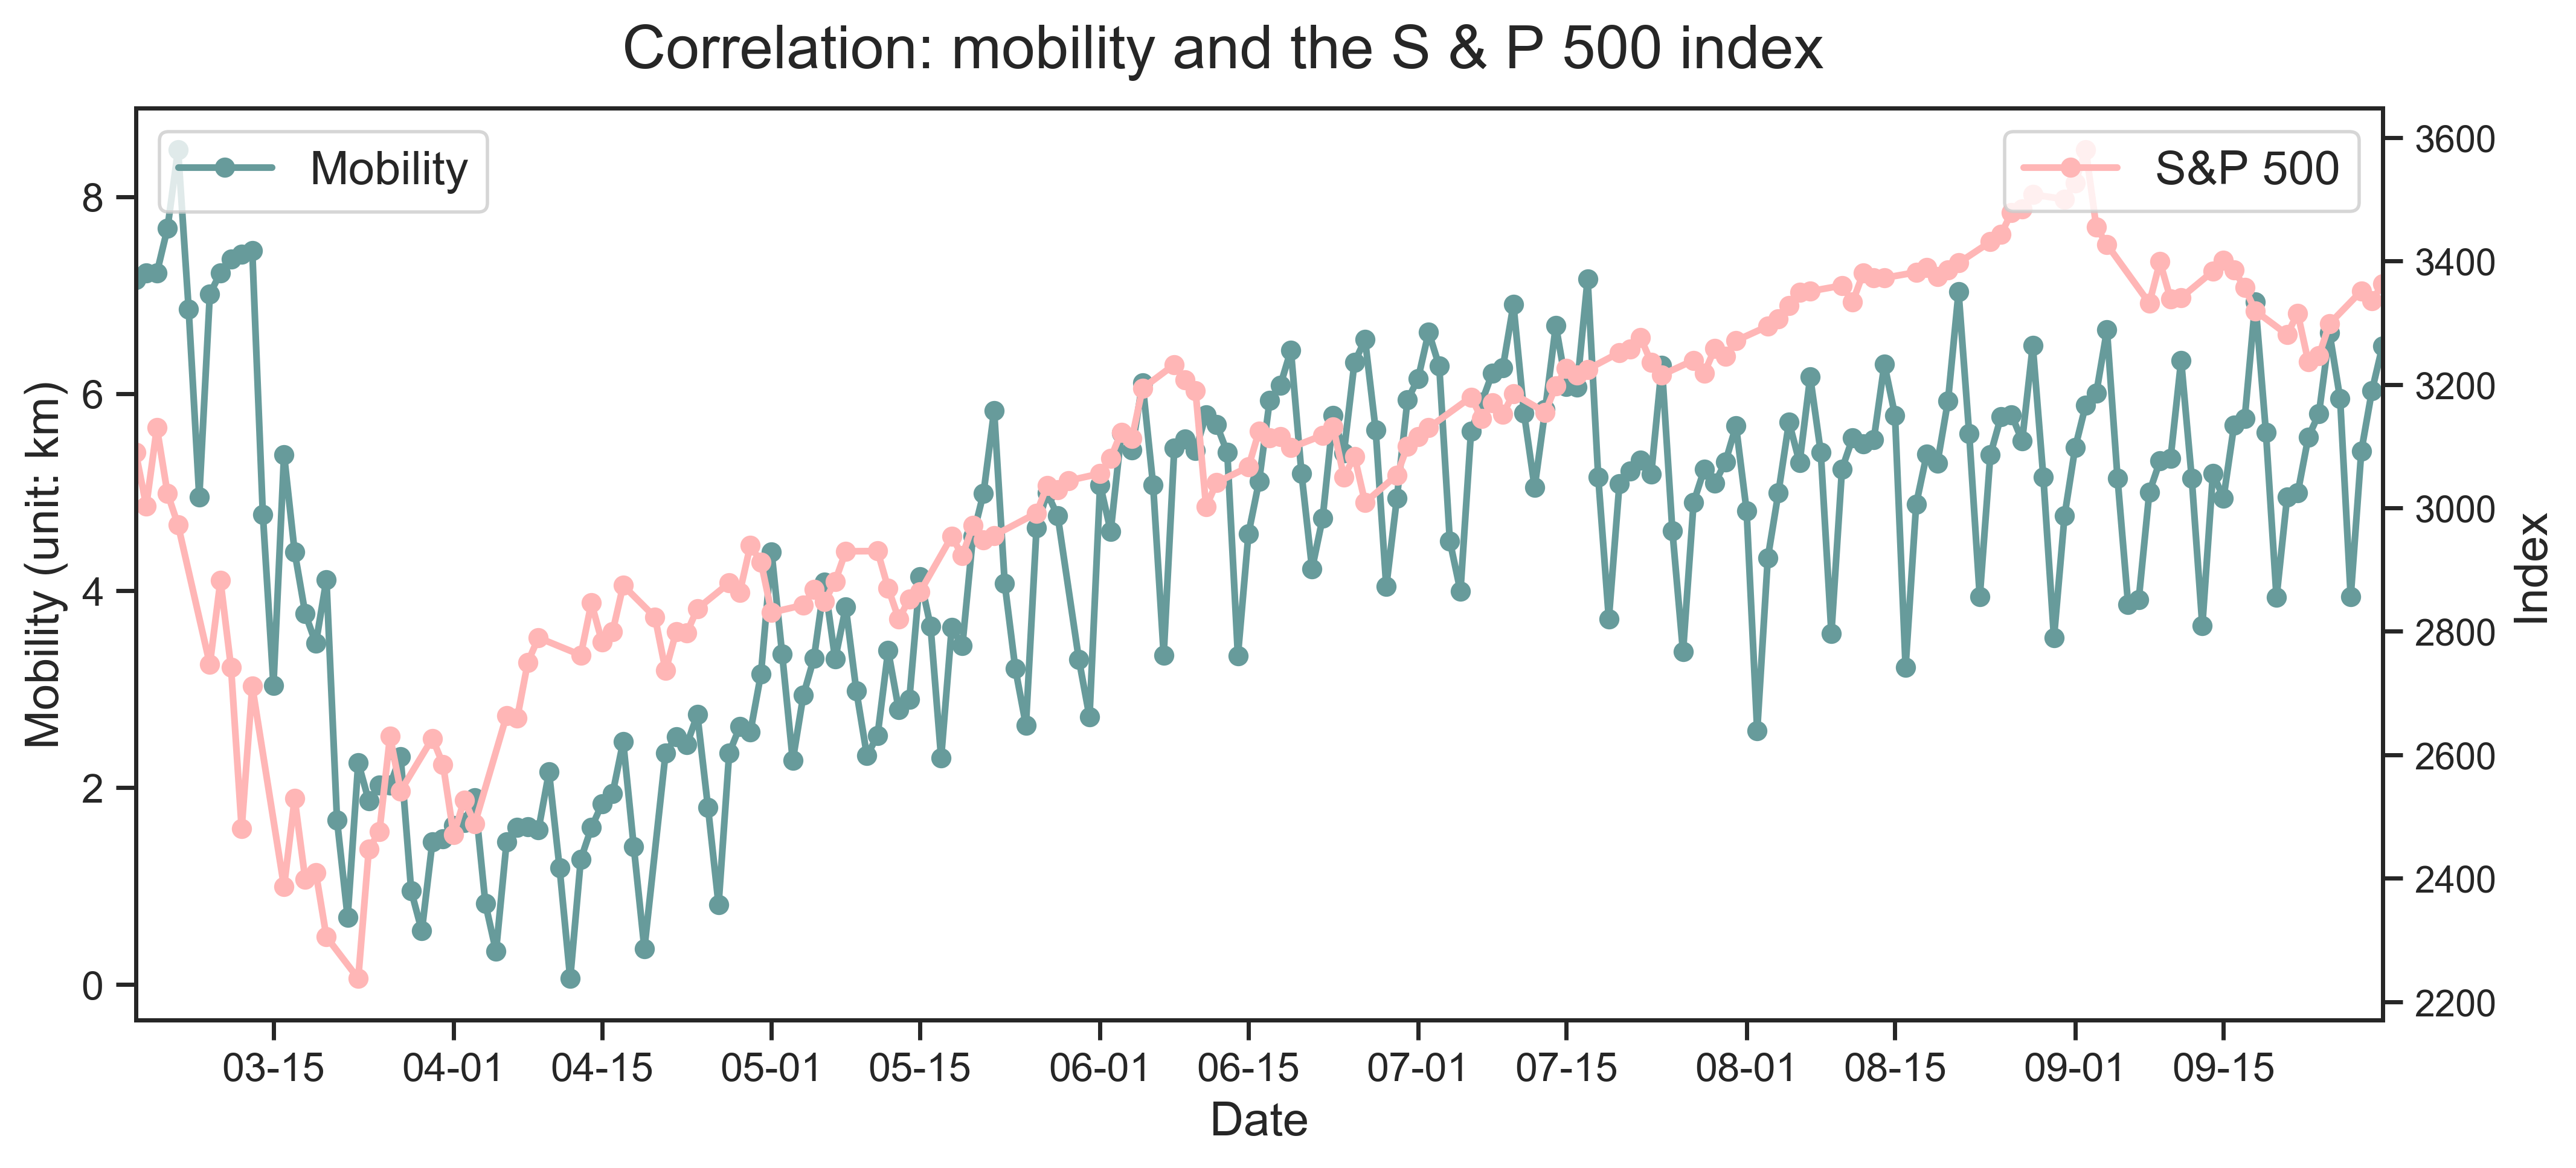 Correlation: mobility and the S & P 500 index
Mobility
S&P 500
8
6
4
2
0
Mobility (unit: km)
3600
3400
3200
3000
2800
2600
2400
2200
Index
03-15 04-01 04-15 05-01 05-15 06-01 06-15 07-01 07-15 08-01 08-15 09-01 09-15
Date